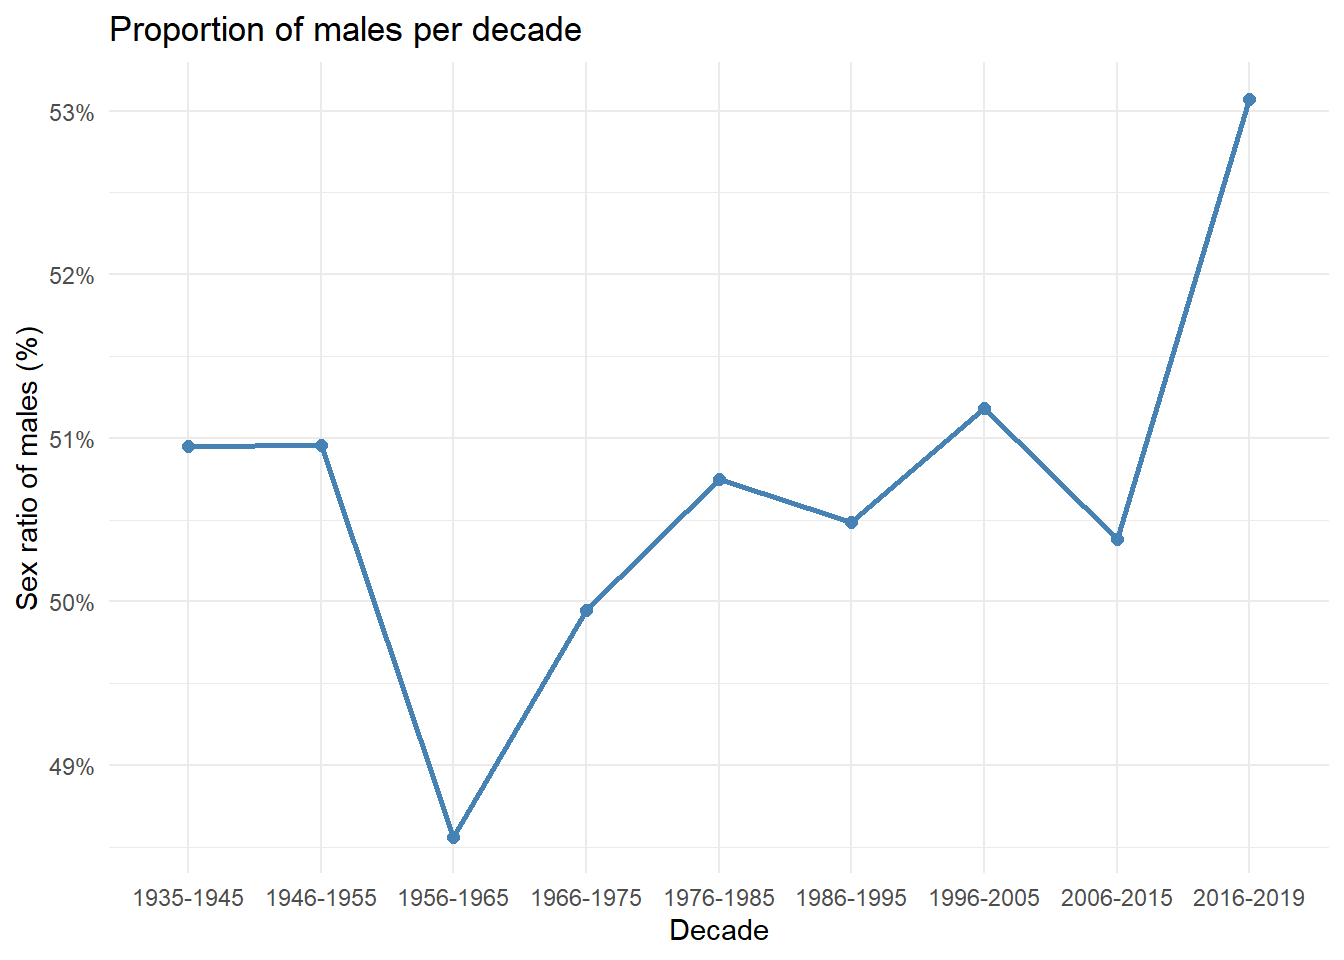 Proportion of males per decade
53%
52%
51%
50%
49%
Sex ratio of males (%)
1935-1945 1946-1955 1956-1965 1966-1975 1976-1985 1986-1995 1996-2005 2006-2015 2016-2019
Decade